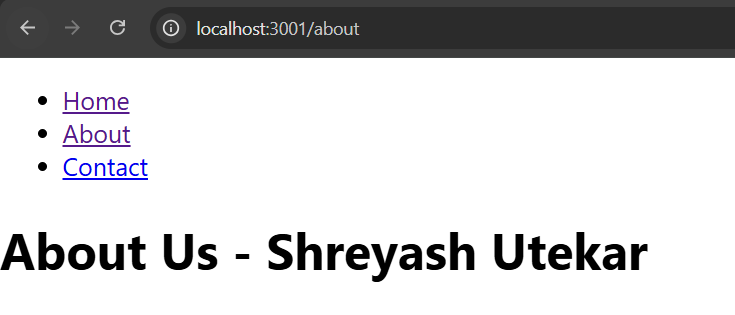 localhost:3001/about
Home
About
Contact
About Us - Shreyash Utekar